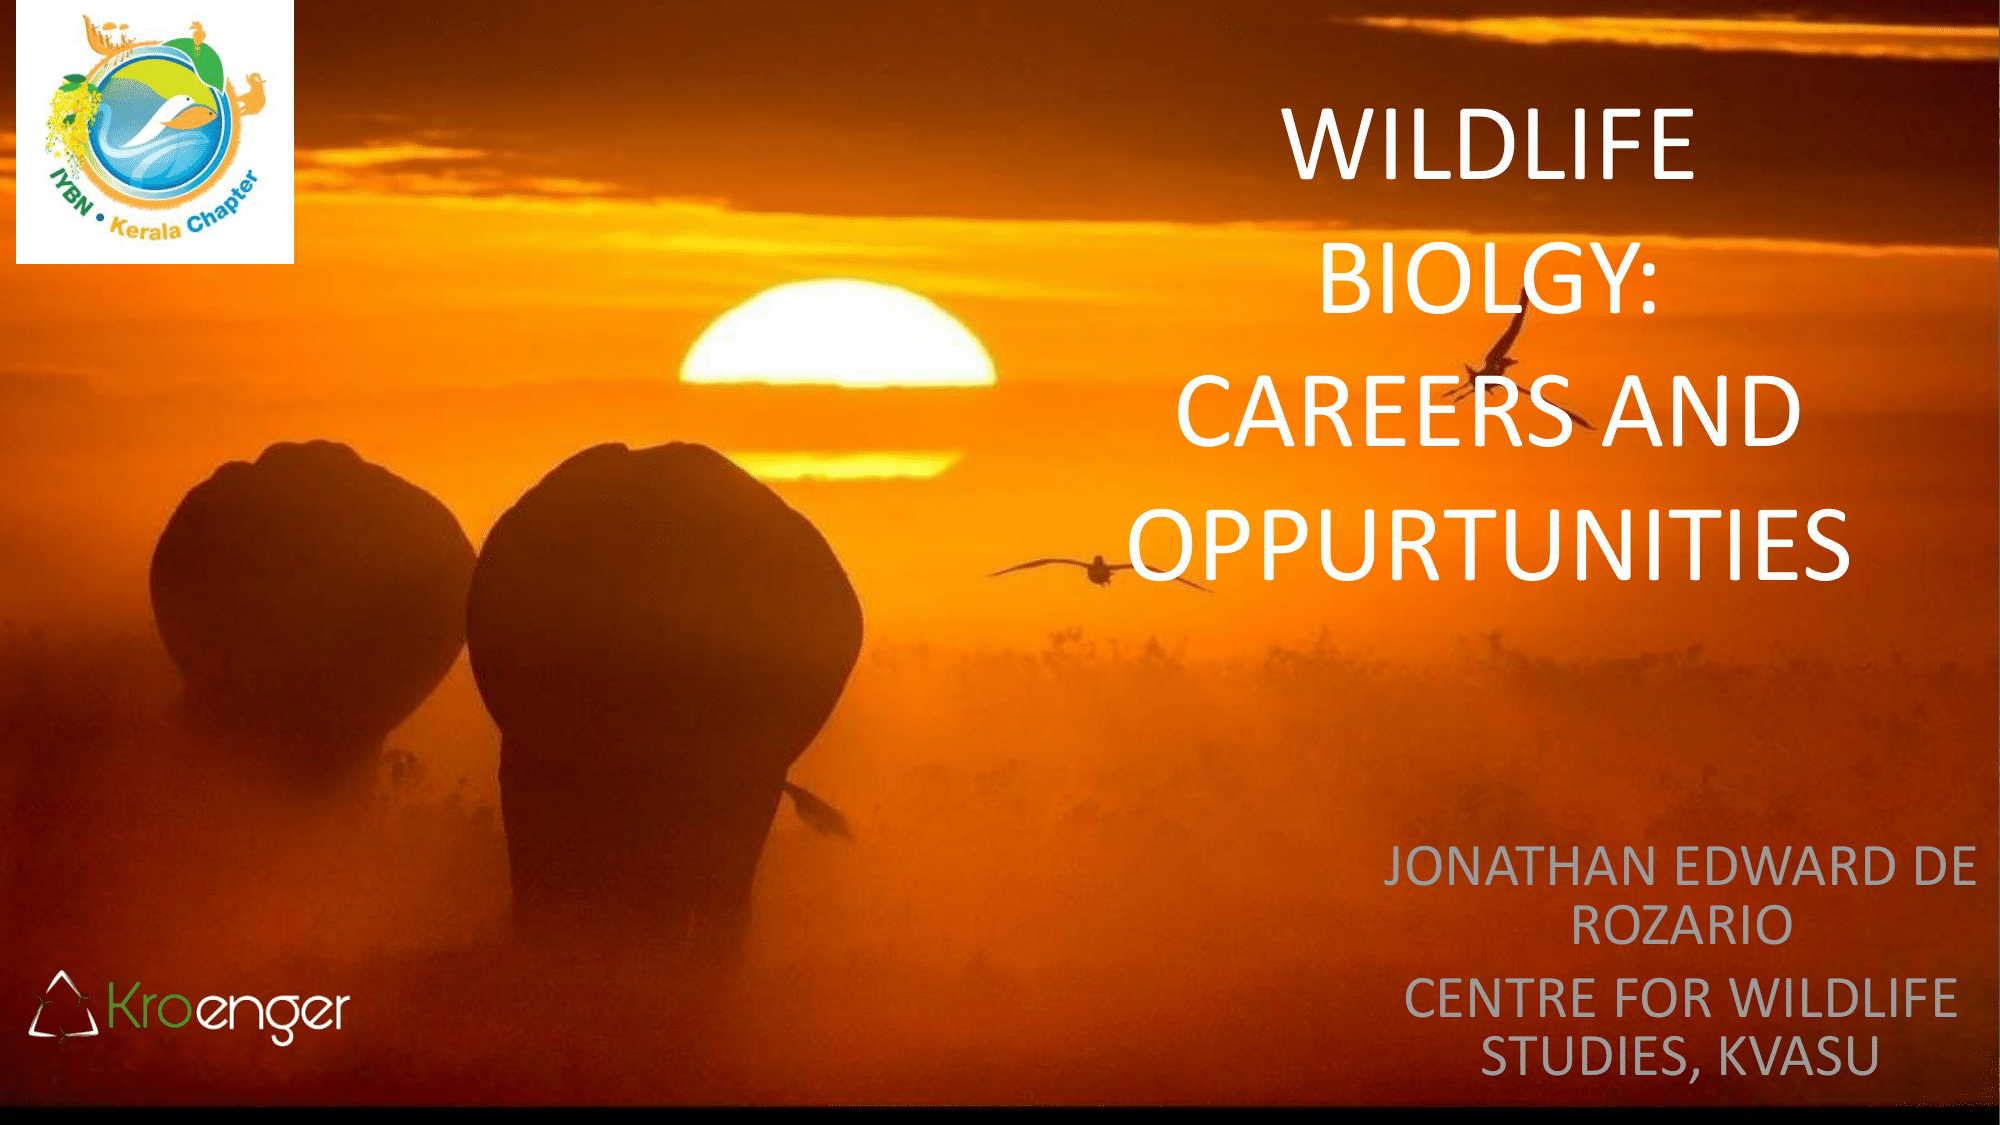 IYBN • Kerala Chapter
WILDLIFE
BIOLGY:
CAREERS AND
OPPURTUNITIES
JONATHAN EDWARD DE
ROZARIO
CENTRE FOR WILDLIFE
STUDIES, KVASU
Kroenger